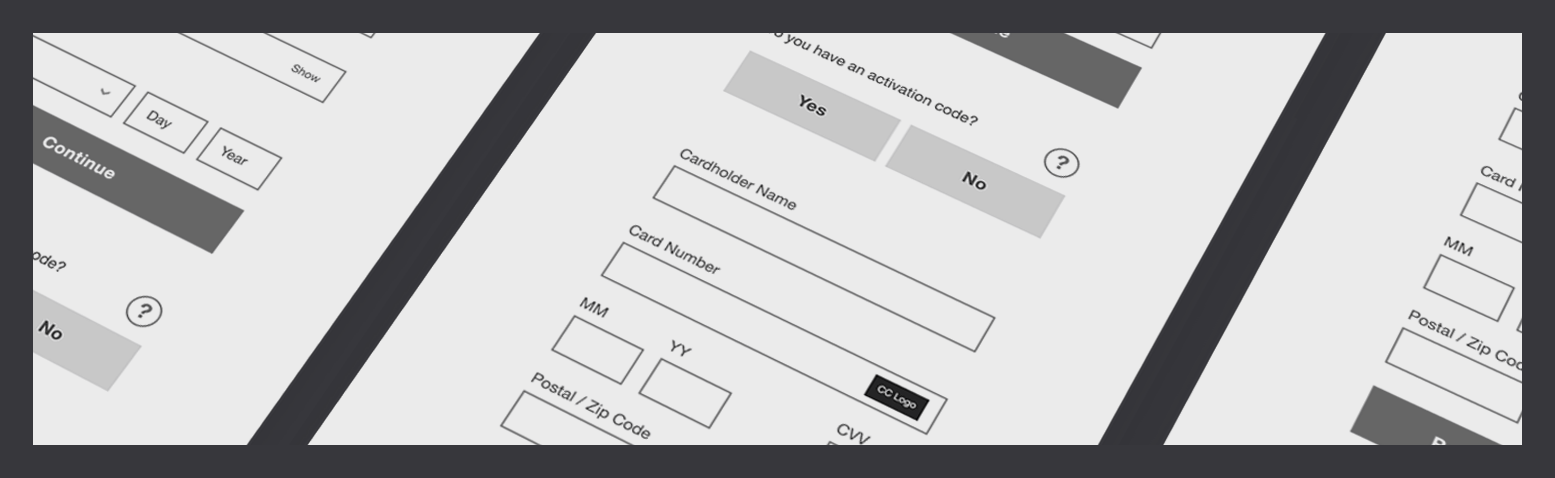 Show
Day
Year
Continue
ode?
?
No
you have an activation code?
Yes
No
?
Cardholder Name
Card Number
CC Logo
MM
YY
Postal / Zip Code
CVV
Card
MM
Postal / Zip Coo